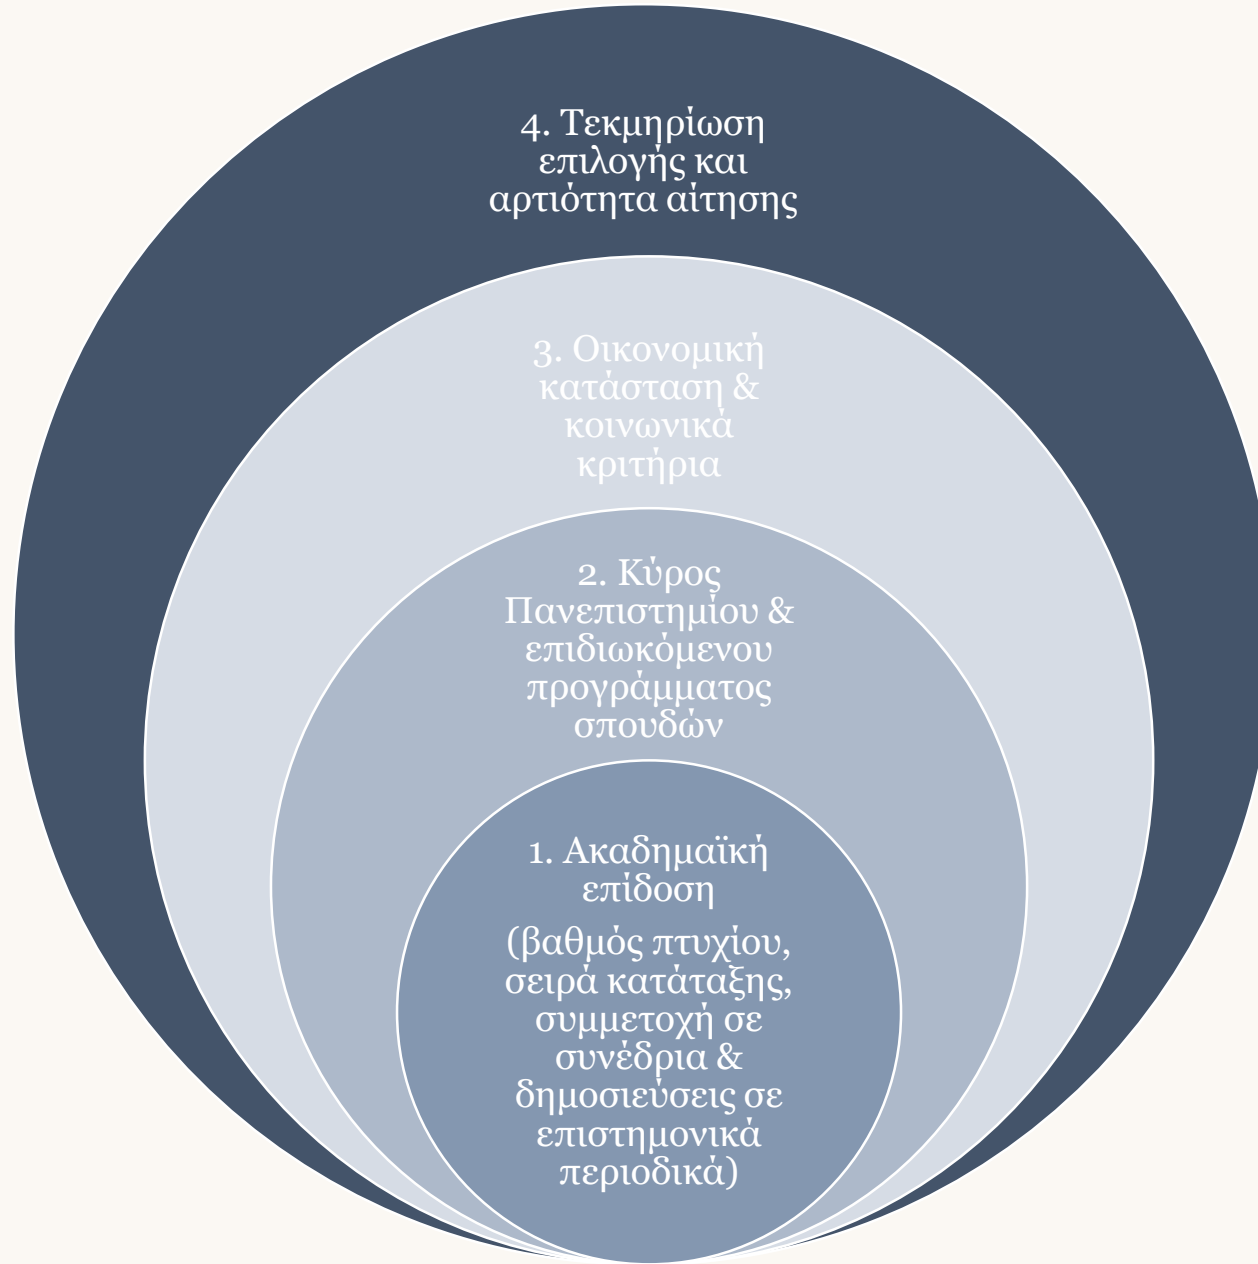 4. Τεκμηρίωση
επιλογής και
αρτιότητα αίτησης
3. Οικονομική
κατάσταση &
κοινωνικά
κριτήρια
2. Κύρος
Πανεπιστημίου &
επιδιωκόμενου
προγράμματος
σπουδών
1. Ακαδημαϊκή
επίδοση
(βαθμός πτυχίου,
σειρά κατάταξης,
συμμετοχή σε
συνέδρια &
δημοσιεύσεις σε
επιστημονικά
περιοδικά)